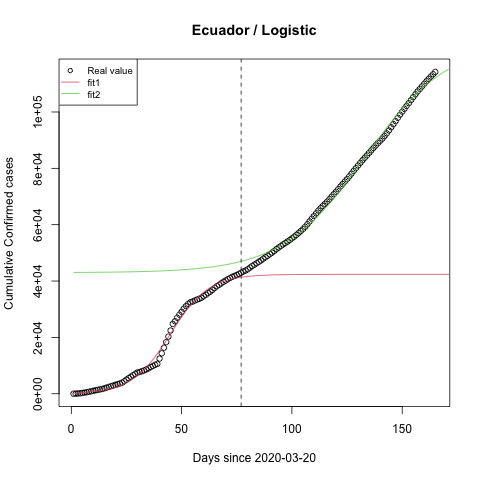 Ecuador / Logistic
Real value
fit1
fit2
Cumulative Confirmed cases
0e+00 2e+04 4e+04 6e+04 8e+04 1e+05
0 50 100 150
Days since 2020-03-20